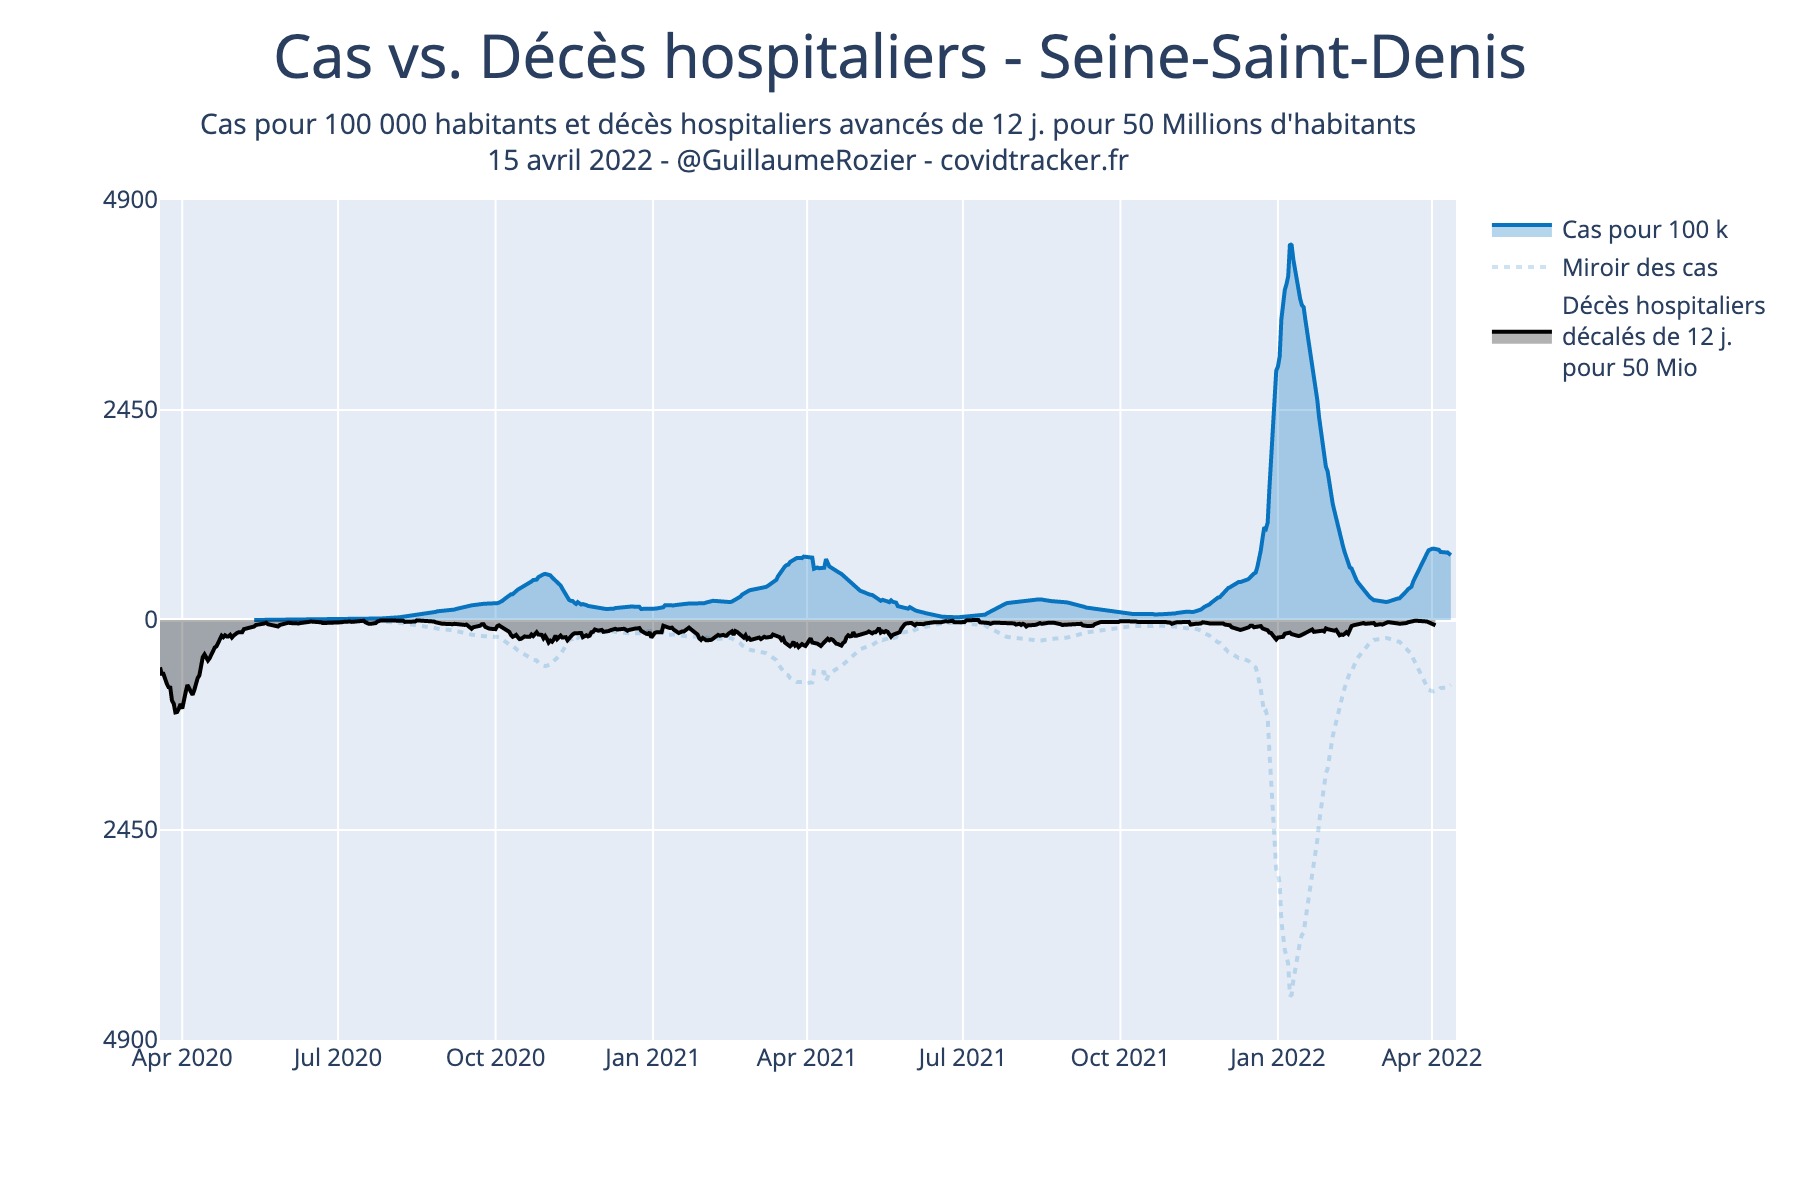 Cas vs. Décès hospitaliers - Seine-Saint-Denis
Cas pour 100 000 habitants et décès hospitaliers avancés de 12 j. pour 50 Millions d'habitants
15 avril 2022 - @GuillaumeRozier - covidtracker.fr
4900
2450
0
2450
4900
Apr 2020
Jul 2020
Oct 2020
Jan 2021
Apr 2021
Jul 2021
Oct 2021
Jan 2022
Apr 2022
Cas pour 100 k
Miroir des cas
Décès hospitaliers
décalés de 12 j.
pour 50 Mio